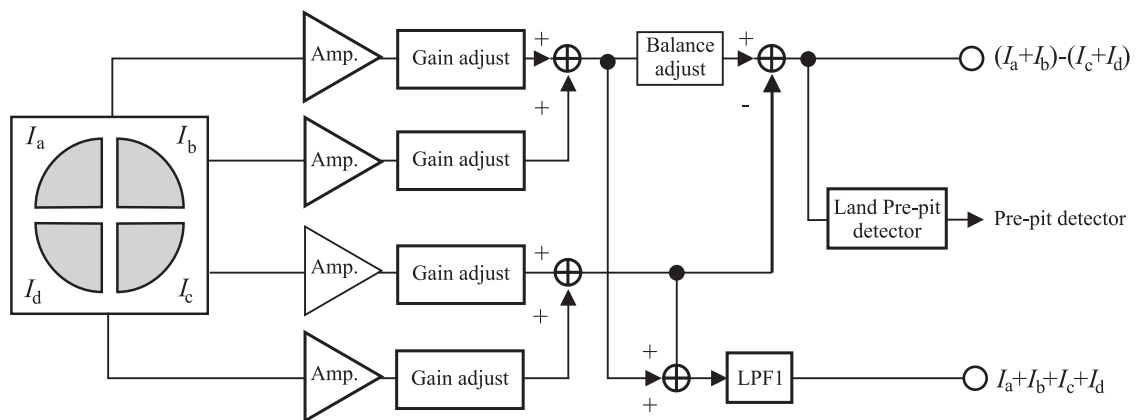 Amp.
Gain adjust
+
+
Balance
adjust
+
-
(Ia+Ib)-(Ic+Id)
Ia
Ib
Amp.
Gain adjust
Land Pre-pit
detector
Pre-pit detector
Id
Ic
Amp.
Gain adjust
+
+
Amp.
Gain adjust
+
+
LPF1
Ia+Ib+Ic+Id